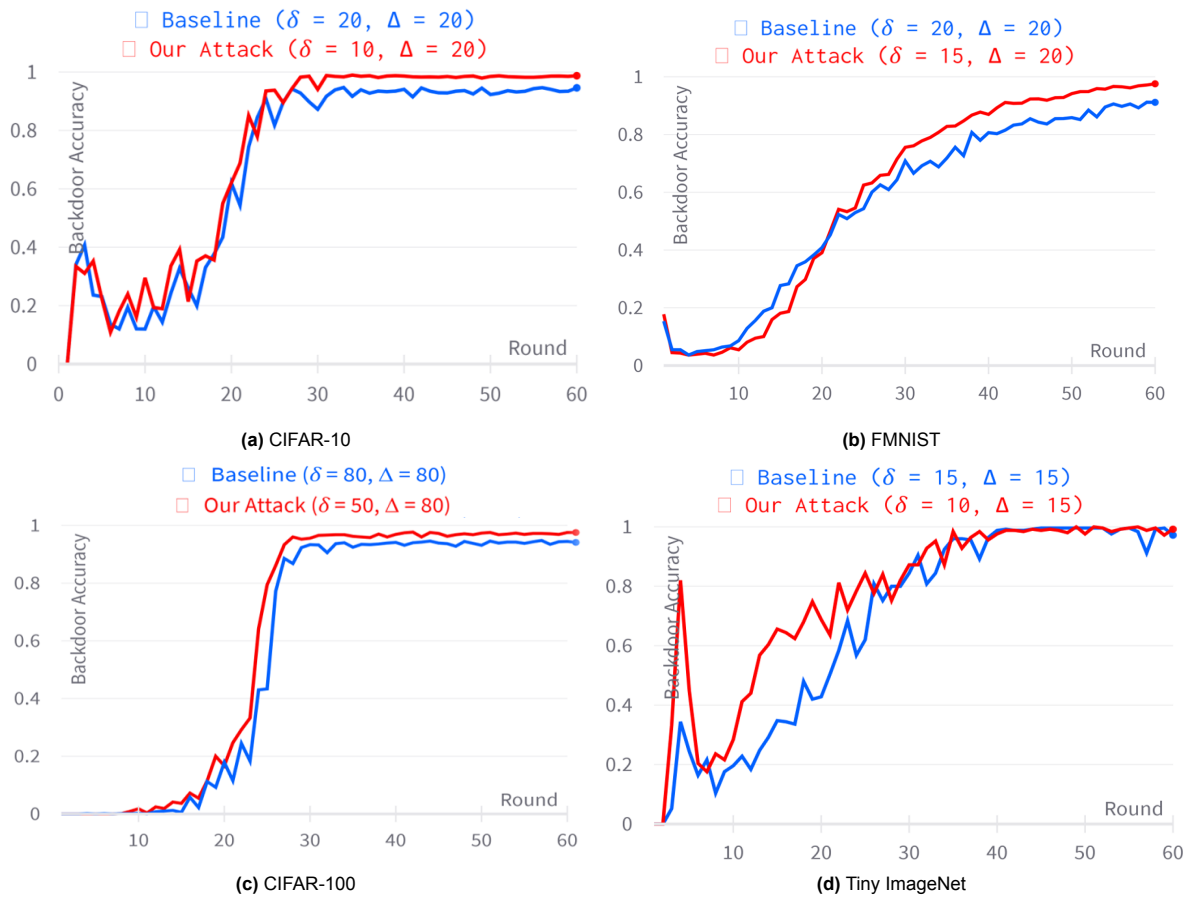 Baseline (δ = 20, Δ = 20)
Our Attack (δ = 10, Δ = 20)
Backdoor Accuracy
1
0.8
0.6
0.4
0.2
0
Round
0 10 20 30 40 50 60
(a) CIFAR-10
Baseline (δ = 20, Δ = 20)
Our Attack (δ = 15, Δ = 20)
Backdoor Accuracy
1
0.8
0.6
0.4
0.2
0
Round
10 20 30 40 50 60
(b) FMNIST
Baseline (δ = 80, Δ = 80)
Our Attack (δ = 50, Δ = 80)
Backdoor Accuracy
1
0.8
0.6
0.4
0.2
0
Round
10 20 30 40 50 60
(c) CIFAR-100
Baseline (δ = 15, Δ = 15)
Our Attack (δ = 10, Δ = 15)
Backdoor Accuracy
1
0.8
0.6
0.4
0.2
0
Round
10 20 30 40 50 60
(d) Tiny ImageNet